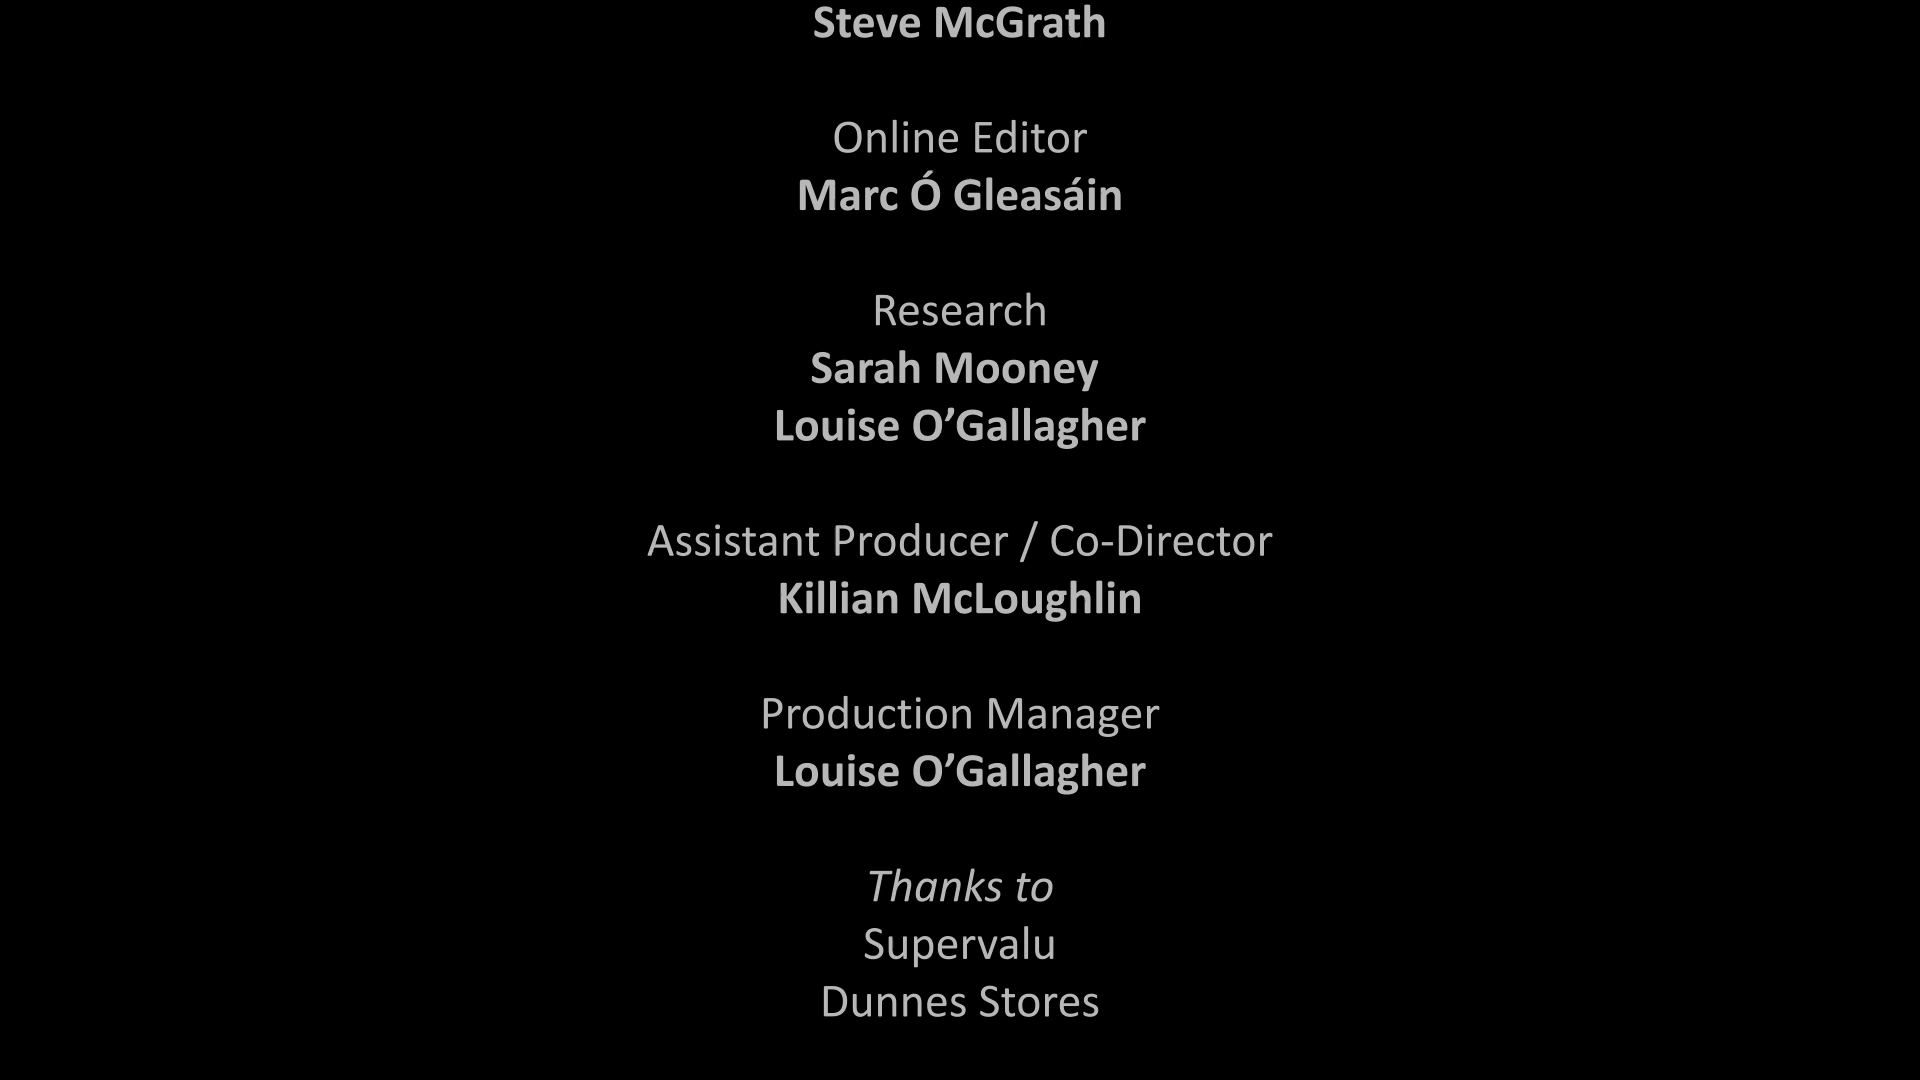 Steve McGrath
Online Editor
Marc Ó Gleasáin
Research
Sarah Mooney
Louise O’Gallagher
Assistant Producer / Co-Director
Killian McLoughlin
Production Manager
Louise O’Gallagher
Thanks to
Supervalu
Dunnes Stores